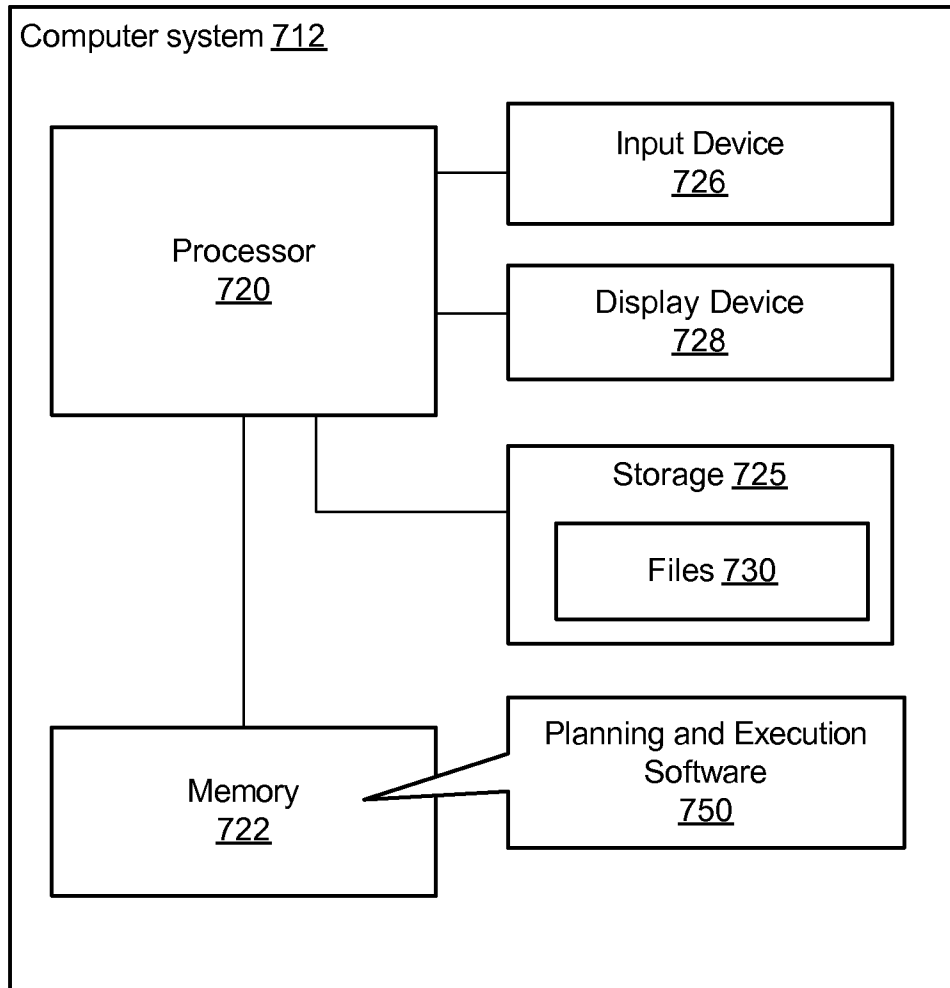 Computer system 712
Input Device
726
Processor
720
Display Device
728
Storage 725
Files 730
Planning and Execution
Software
750
Memory
722